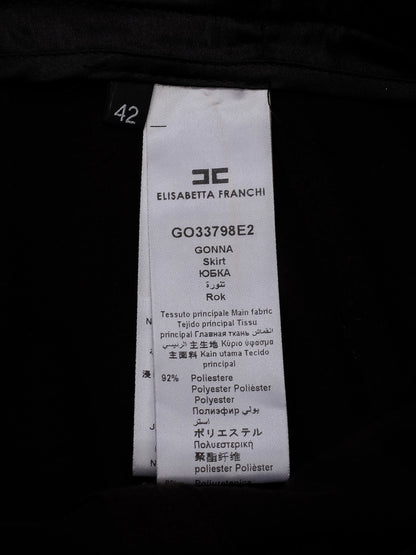 42
ELISABETTA FRANCHI
GO33798E2
GONNA
Skirt
ЮБКА
تنورة
Rok
Tessuto principale Main fabric
Tejido principal Tissu
principal Главная ткань القماش الرئيسي
主生地 Κύριο ύφασμα
主面料 Kain utama Tecido
principal
92% Poliestere
Polyester Poliéster
Polyester
Полиэфир بولي
استر
ポリエステル
Πολυεστερική
聚酯纤维
poliester Poliéster